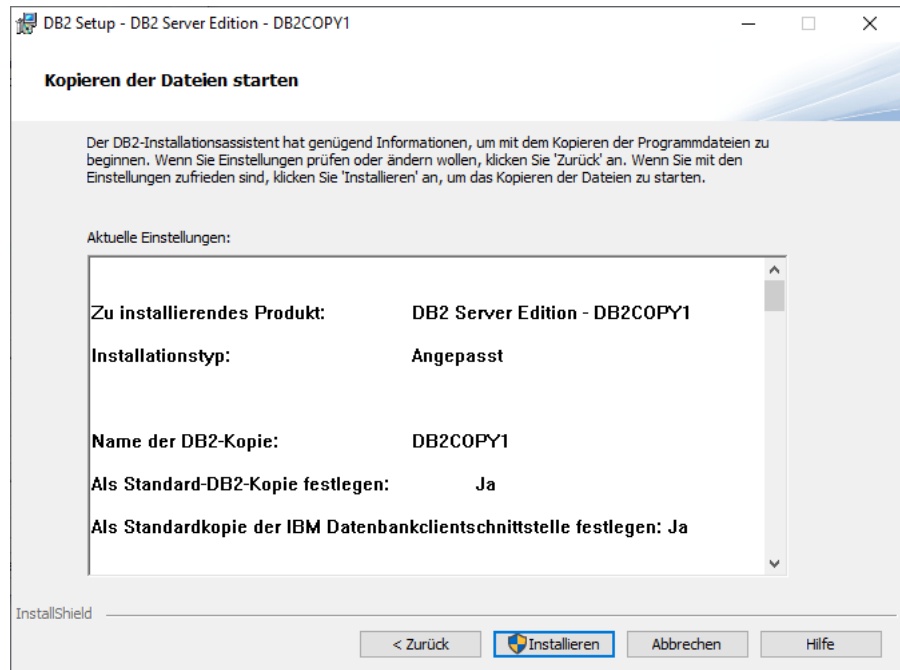 DB2 Setup - DB2 Server Edition - DB2COPY1
Kopieren der Dateien starten
Der DB2-Installationsassistent hat genügend Informationen, um mit dem Kopieren der Programmdateien zu
beginnen. Wenn Sie Einstellungen prüfen oder ändern wollen, klicken Sie 'Zurück' an. Wenn Sie mit den
Einstellungen zufrieden sind, klicken Sie 'Installieren' an, um das Kopieren der Dateien zu starten.
Aktuelle Einstellungen:
Zu installierendes Produkt: DB2 Server Edition - DB2COPY1
Installationstyp: Angepasst
Name der DB2-Kopie: DB2COPY1
Als Standard-DB2-Kopie festlegen: Ja
Als Standardkopie der IBM Datenbankclientschnittstelle festlegen: Ja
InstallShield
< Zurück Installieren Abbrechen Hilfe